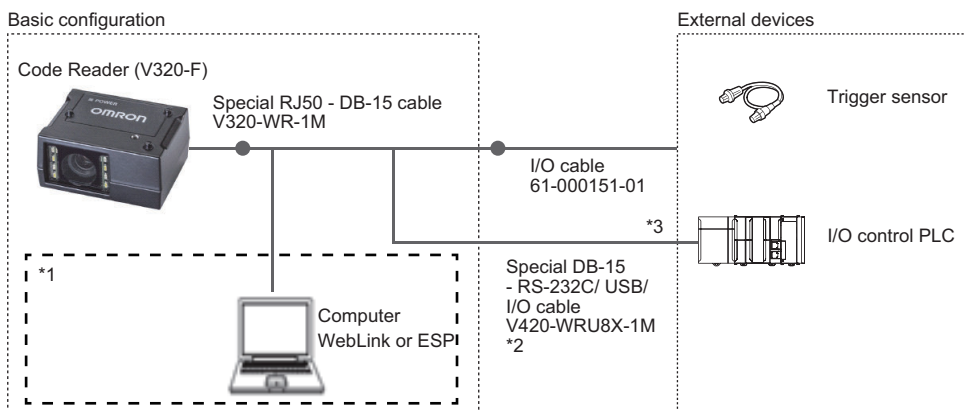 Basic configuration
External devices
Code Reader (V320-F)
POWER
OMRON
Special RJ50 - DB-15 cable
V320-WR-1M
Trigger sensor
I/O cable
61-000151-01
*3
I/O control PLC
*1
Computer
WebLink or ESP
Special DB-15
- RS-232C/ USB/
I/O cable
V420-WRU8X-1M
*2